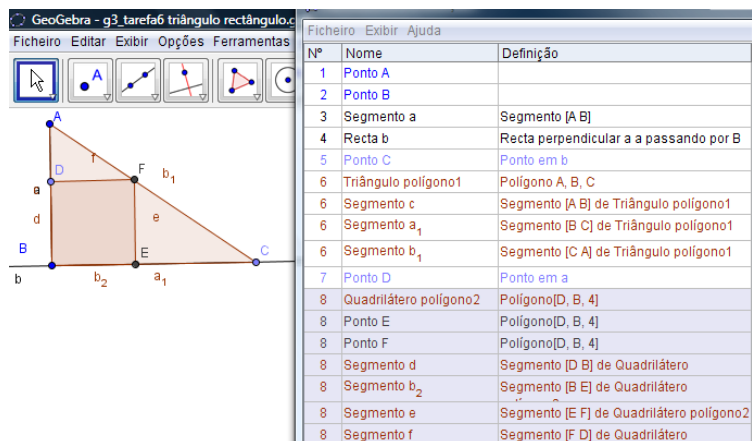 GeoGebra - g3_tarefa6 triângulo rectângulo.g
Ficheiro Editar Exibir Opções Ferramentas
A
A
f
D
F
b₁
a
d
e
B
E
C
b
b₂
a₁
Ficheiro Exibir Ajuda
Nº Nome Definição
1 Ponto A
2 Ponto B
3 Segmento a Segmento [A B]
4 Recta b Recta perpendicular a a passando por B
5 Ponto C Ponto em b
6 Triângulo polígono1 Polígono A, B, C
6 Segmento c Segmento [A B] de Triângulo polígono1
6 Segmento a₁ Segmento [B C] de Triângulo polígono1
6 Segmento b₁ Segmento [C A] de Triângulo polígono1
7 Ponto D Ponto em a
8 Quadrilátero polígono2 Polígono[D, B, 4]
8 Ponto E Polígono[D, B, 4]
8 Ponto F Polígono[D, B, 4]
8 Segmento d Segmento [D B] de Quadrilátero
8 Segmento b₂ Segmento [B E] de Quadrilátero
8 Segmento e Segmento [E F] de Quadrilátero polígono2
8 Segmento f Segmento [F D] de Quadrilátero